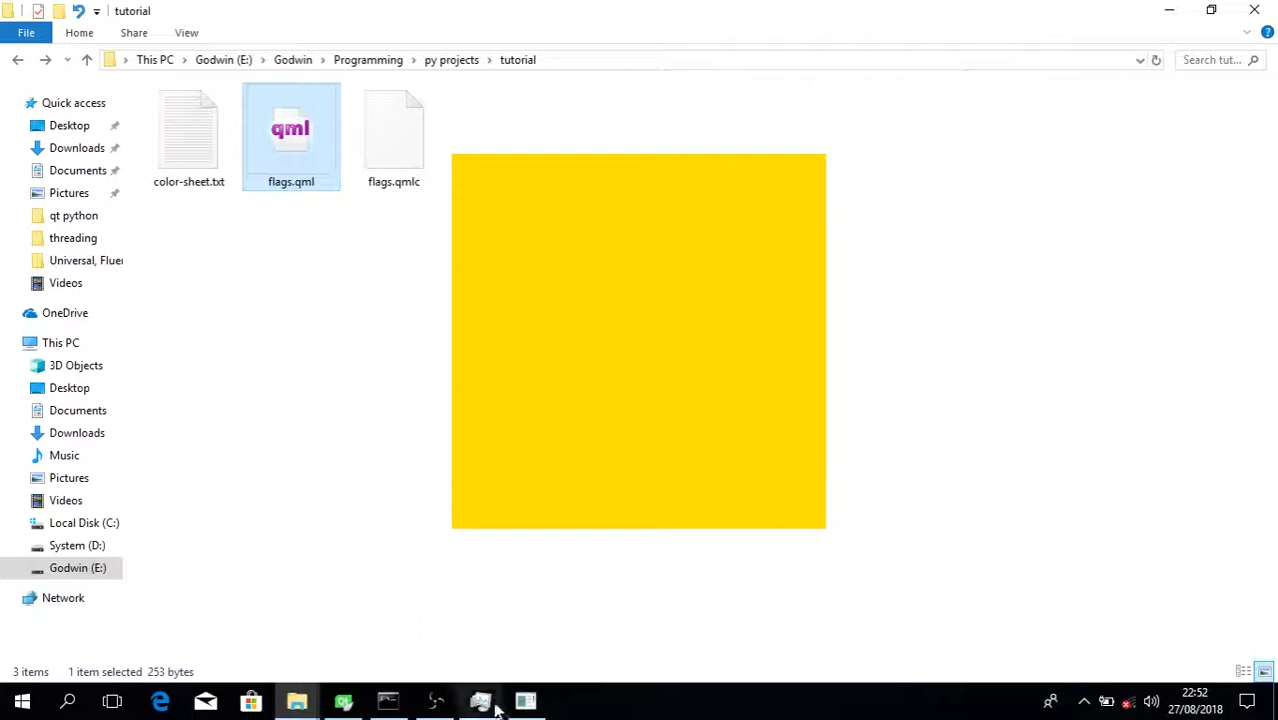 tutorial
File Home Share View
This PC Godwin (E:) Godwin Programming py projects tutorial
Search tut...
Quick access
Desktop
Downloads
Documents
Pictures
qt python
threading
Universal, Fluer
Videos
OneDrive
This PC
3D Objects
Desktop
Documents
Downloads
Music
Pictures
Videos
Local Disk (C:)
System (D:)
Godwin (E:)
Network
qml
color-sheet.txt flags.qml flags.qmlc
3 items 1 item selected 253 bytes
22:52
27/08/2018